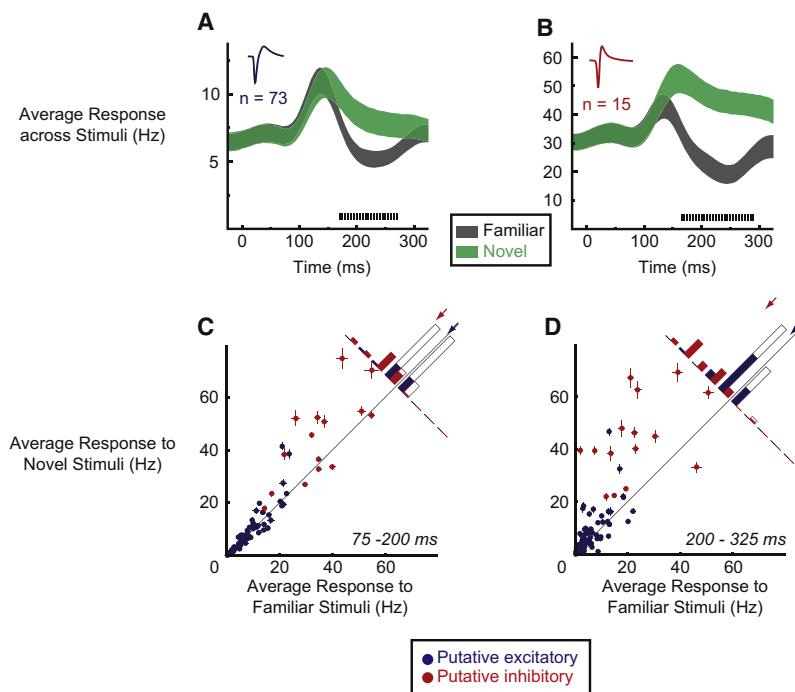 A
B
n = 73
n = 15
Average Response
across Stimuli (Hz)
10
5
60
50
40
30
20
10
0
100
200
300
Time (ms)
0
100
200
300
Time (ms)
Familiar
Novel
C
D
Average Response to
Novel Stimuli (Hz)
60
40
20
0
20
40
60
75 -200 ms
Average Response to
Familiar Stimuli (Hz)
60
40
20
0
20
40
60
200 - 325 ms
Average Response to
Familiar Stimuli (Hz)
Putative excitatory
Putative inhibitory